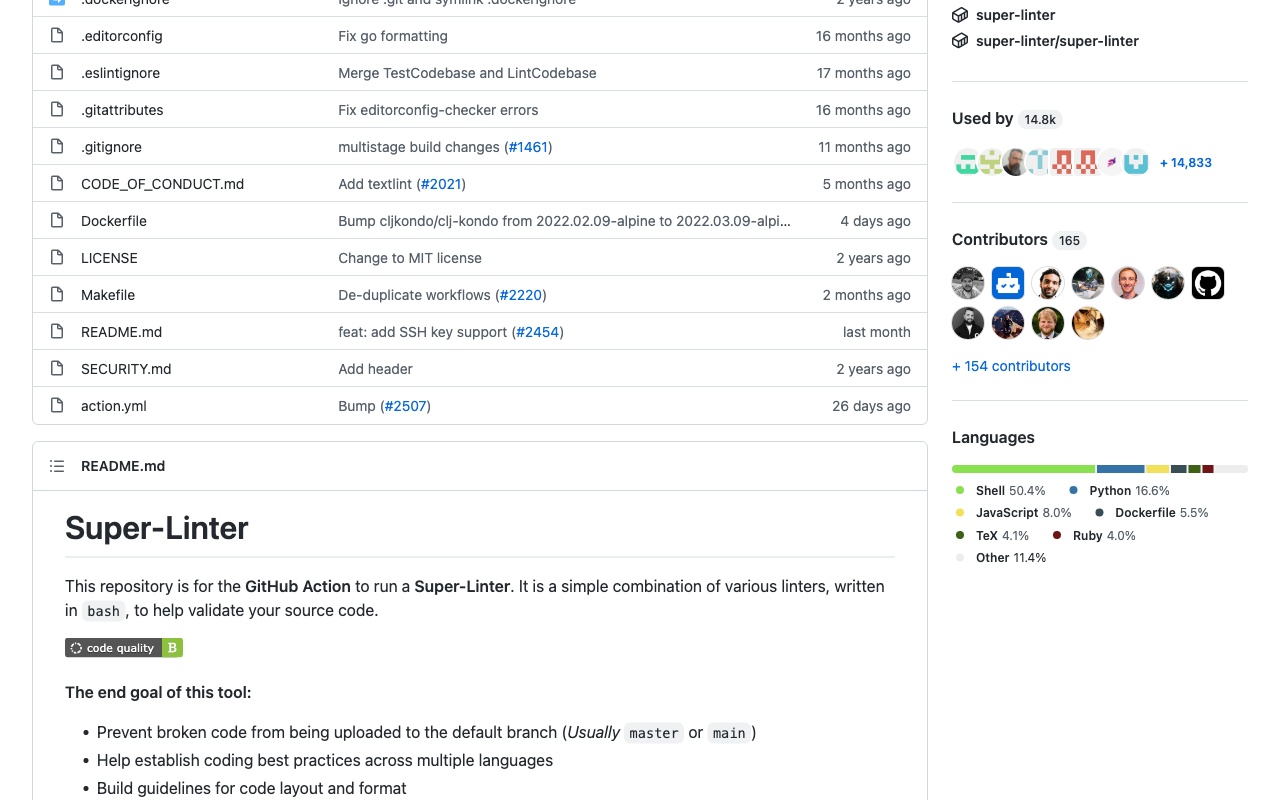 .dockerignore Ignore .git and symlink .dockerignore 2 years ago
.editorconfig Fix go formatting 16 months ago
.eslintignore Merge TestCodebase and LintCodebase 17 months ago
.gitattributes Fix editorconfig-checker errors 16 months ago
.gitignore multistage build changes (#1461) 11 months ago
CODE_OF_CONDUCT.md Add textlint (#2021) 5 months ago
Dockerfile Bump cljkondo/clj-kondo from 2022.02.09-alpine to 2022.03.09-alpi... 4 days ago
LICENSE Change to MIT license 2 years ago
Makefile De-duplicate workflows (#2220) 2 months ago
README.md feat: add SSH key support (#2454) last month
SECURITY.md Add header 2 years ago
action.yml Bump (#2507) 26 days ago
README.md
Super-Linter
This repository is for the GitHub Action to run a Super-Linter. It is a simple combination of various linters, written
in bash, to help validate your source code.
code quality B
The end goal of this tool:
• Prevent broken code from being uploaded to the default branch (Usually master or main)
• Help establish coding best practices across multiple languages
• Build guidelines for code layout and format
super-linter
super-linter/super-linter
Used by 14.8k
+ 14,833
Contributors 165
+ 154 contributors
Languages
Shell 50.4% Python 16.6%
JavaScript 8.0% Dockerfile 5.5%
TeX 4.1% Ruby 4.0%
Other 11.4%